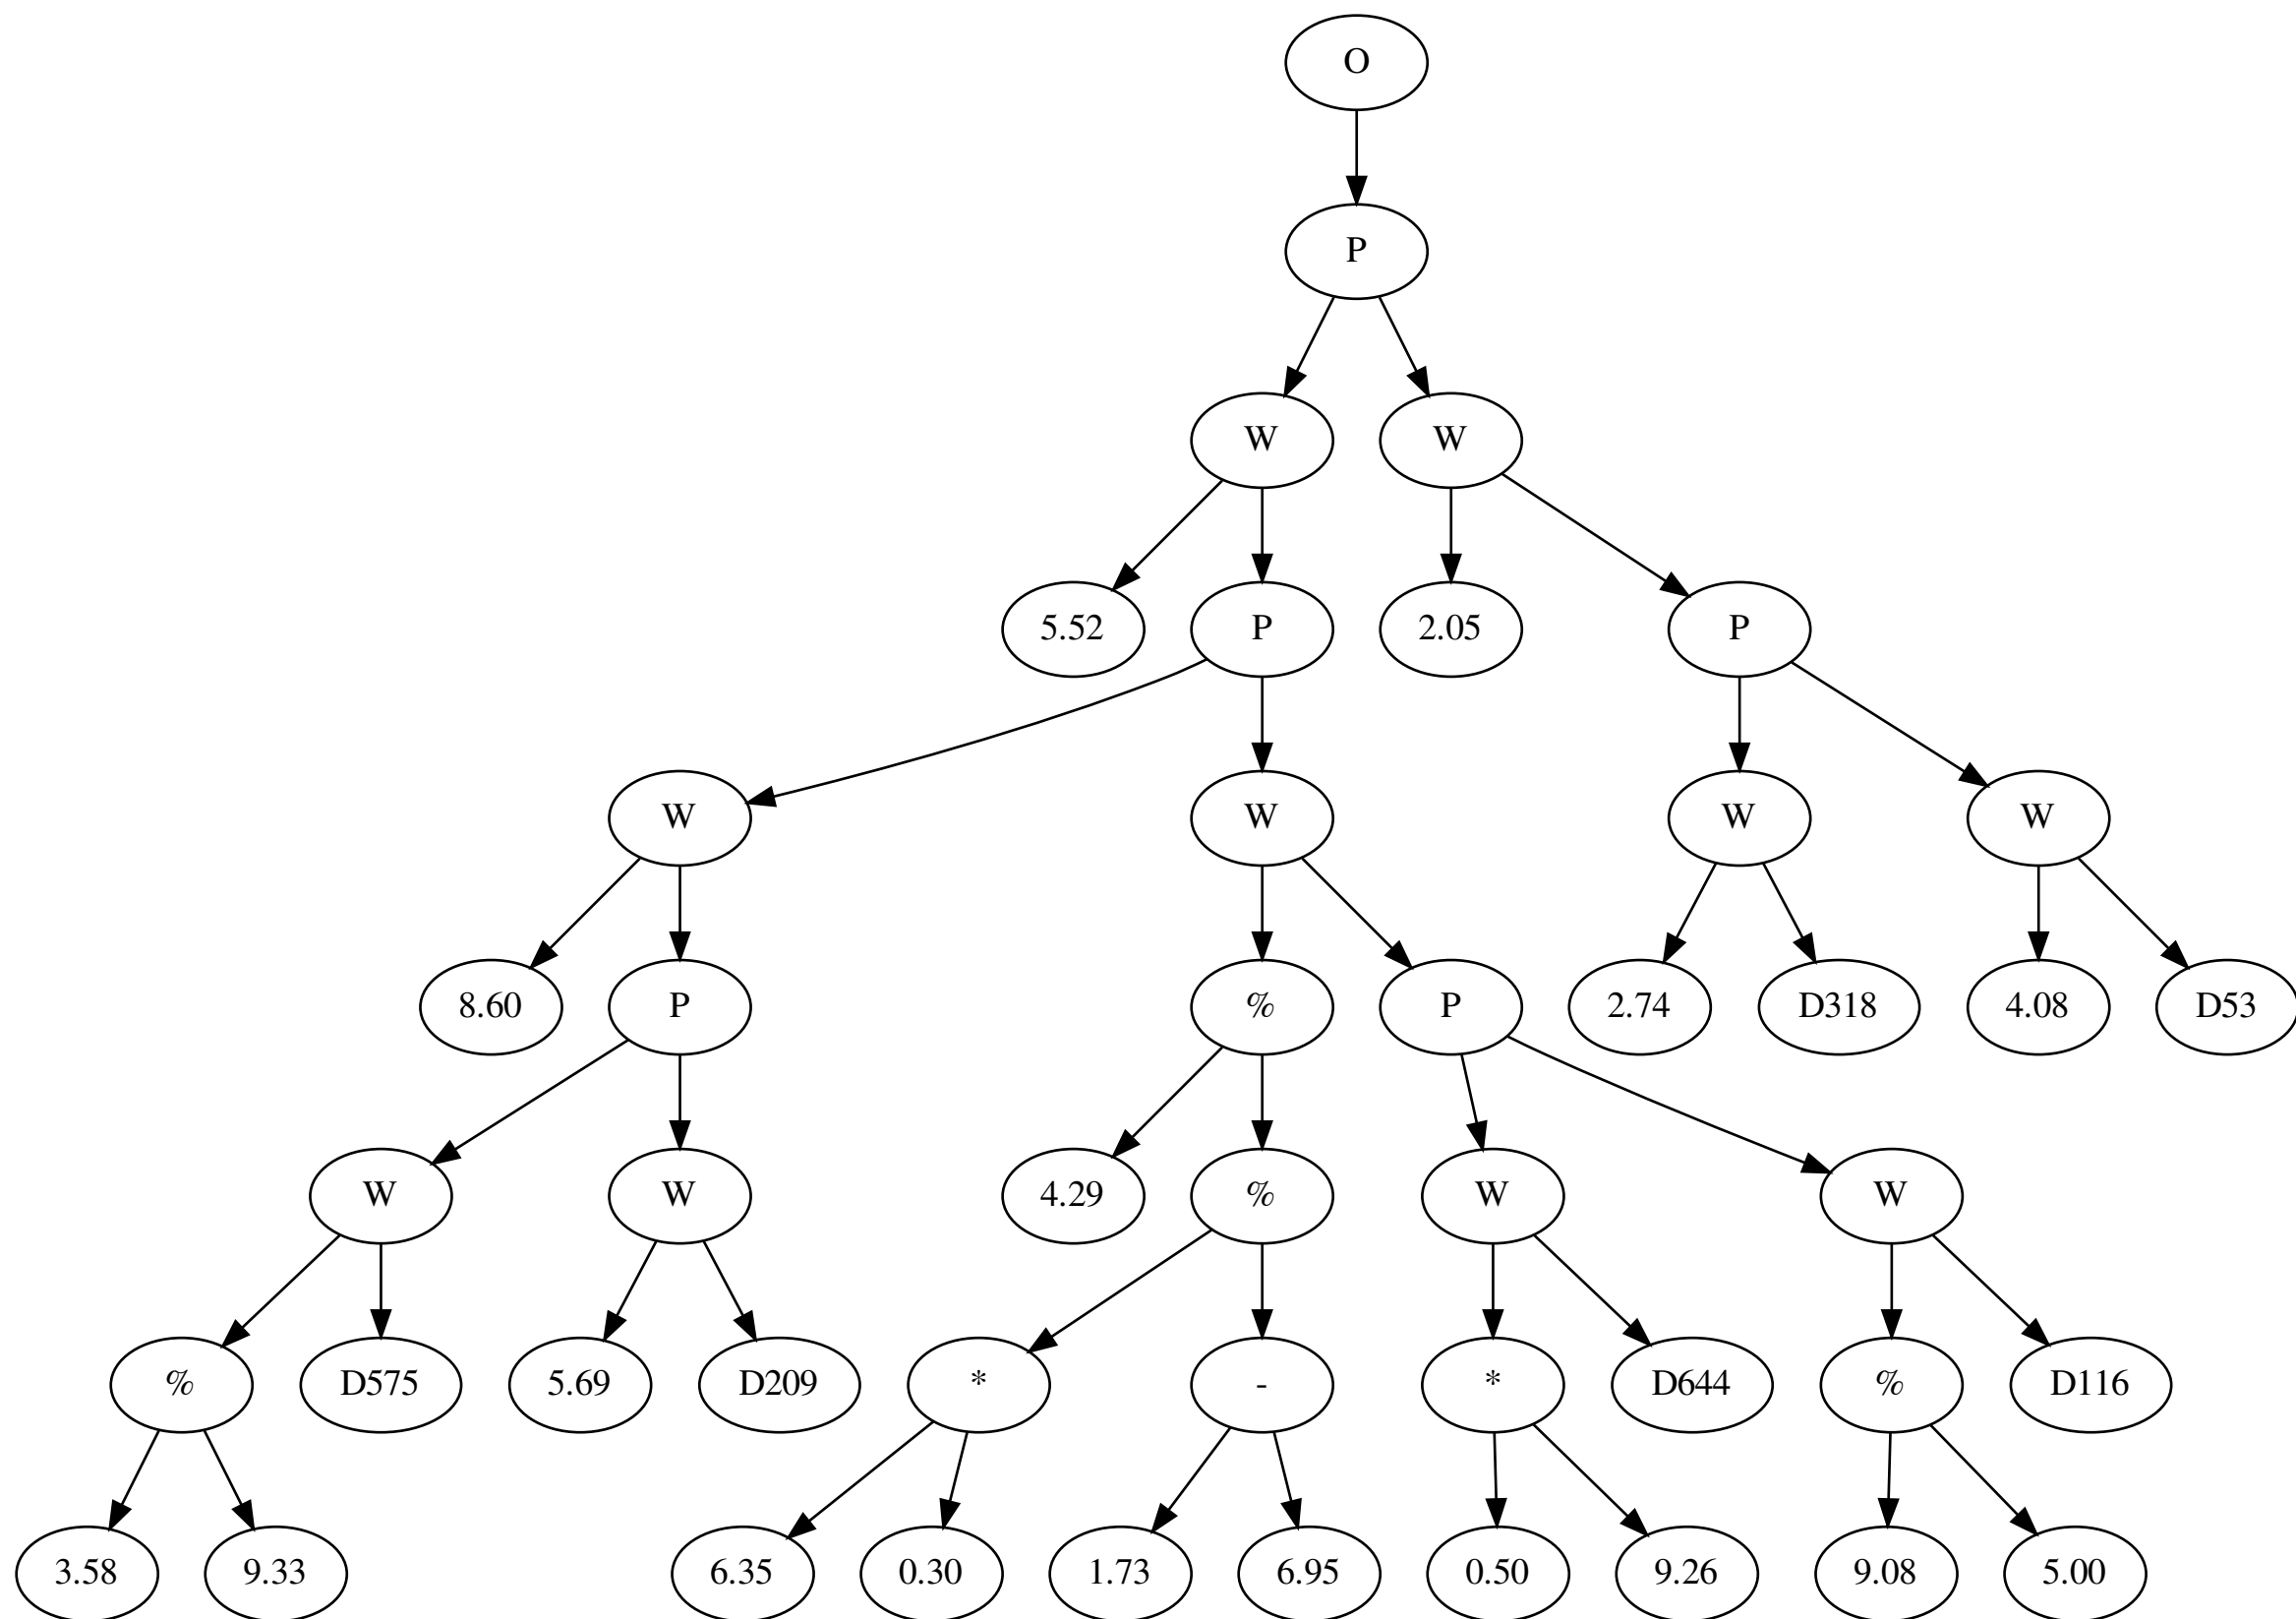 O
P
W W
5.52 P 2.05 P
W W W W
8.60 P % P 2.74 D318 4.08 D53
W W 4.29 % W W
% D575 5.69 D209 * - * D644 % D116
3.58 9.33 6.35 0.30 1.73 6.95 0.50 9.26 9.08 5.00